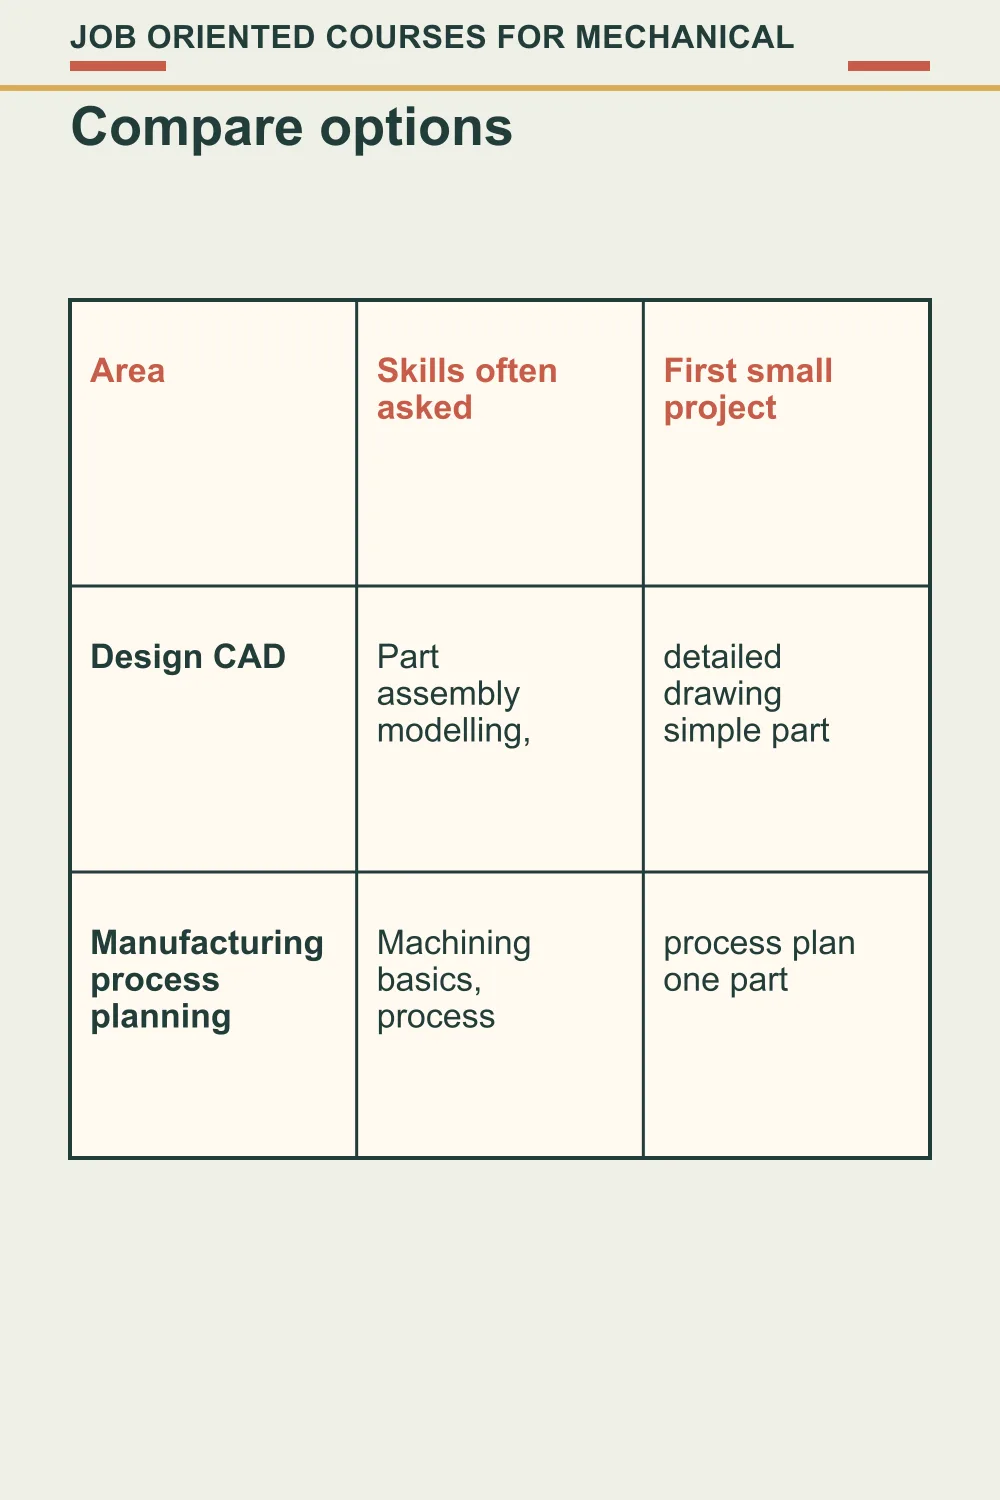 JOB ORIENTED COURSES FOR MECHANICAL
Compare options
Area
Skills often
asked
First small
project
Design CAD
Part
assembly
modelling,
detailed
drawing
simple part
Manufacturing
process
planning
Machining
basics,
process
process plan
one part